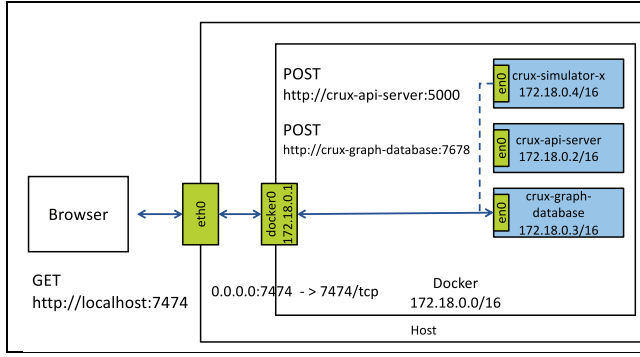 POST
http://crux-api-server:5000
POST
http://crux-graph-database:7678
en0
crux-simulator-x
172.18.0.4/16
en0
crux-api-server
172.18.0.2/16
en0
crux-graph-
database
172.18.0.3/16
Browser
eth0
docker0
172.18.0.1
GET
http://localhost:7474
0.0.0.0:7474 -> 7474/tcp
Docker
172.18.0.0/16
Host